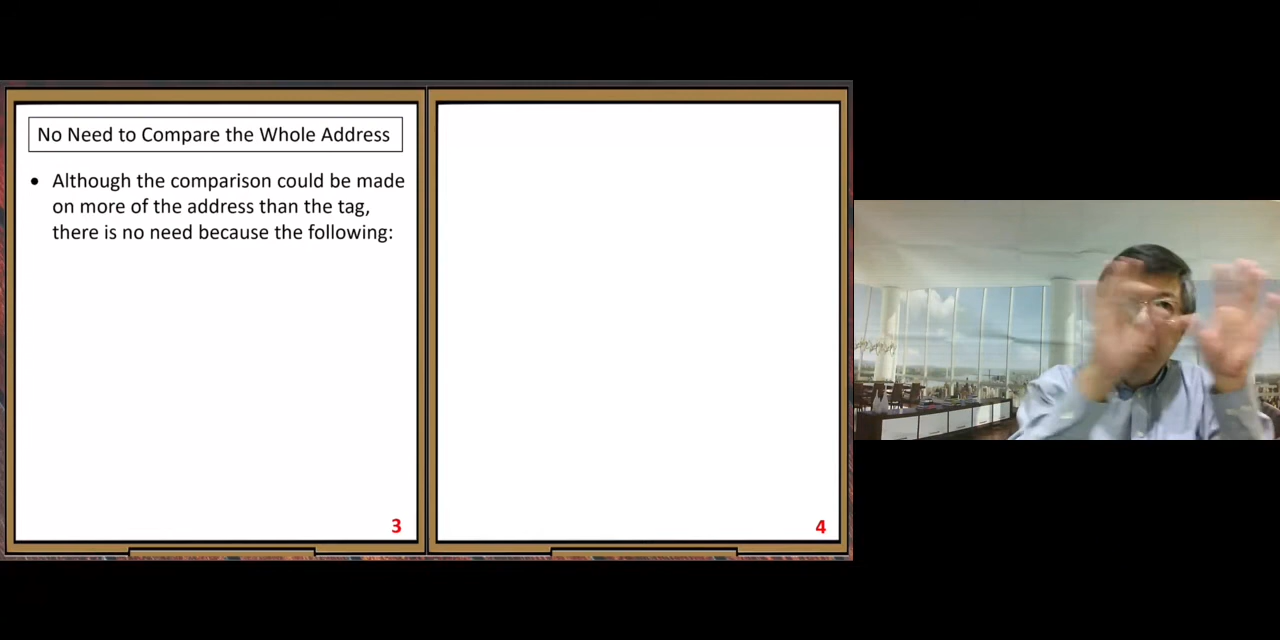 No Need to Compare the Whole Address
• Although the comparison could be made
on more of the address than the tag,
there is no need because the following:
3
4